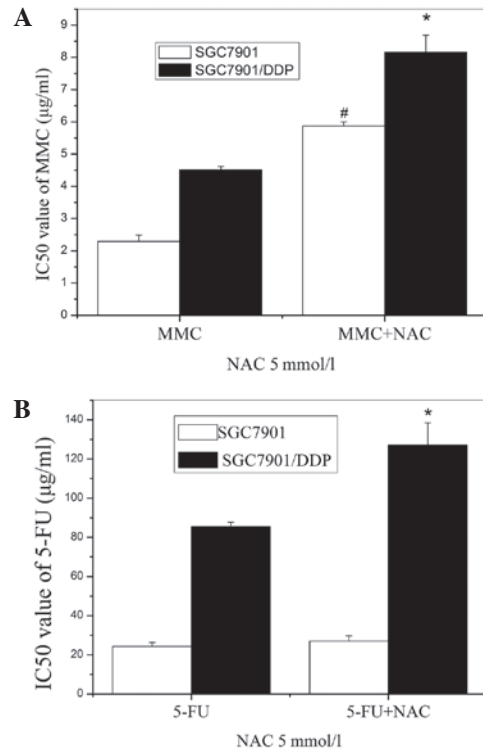 A
IC50 value of MMC (μg/ml)
9
8
7
6
5
4
3
2
1
0
SGC7901
SGC7901/DDP
#
*
MMC
MMC+NAC
NAC 5 mmol/l
B
IC50 value of 5-FU (μg/ml)
140
120
100
80
60
40
20
0
SGC7901
SGC7901/DDP
*
5-FU
5-FU+NAC
NAC 5 mmol/l